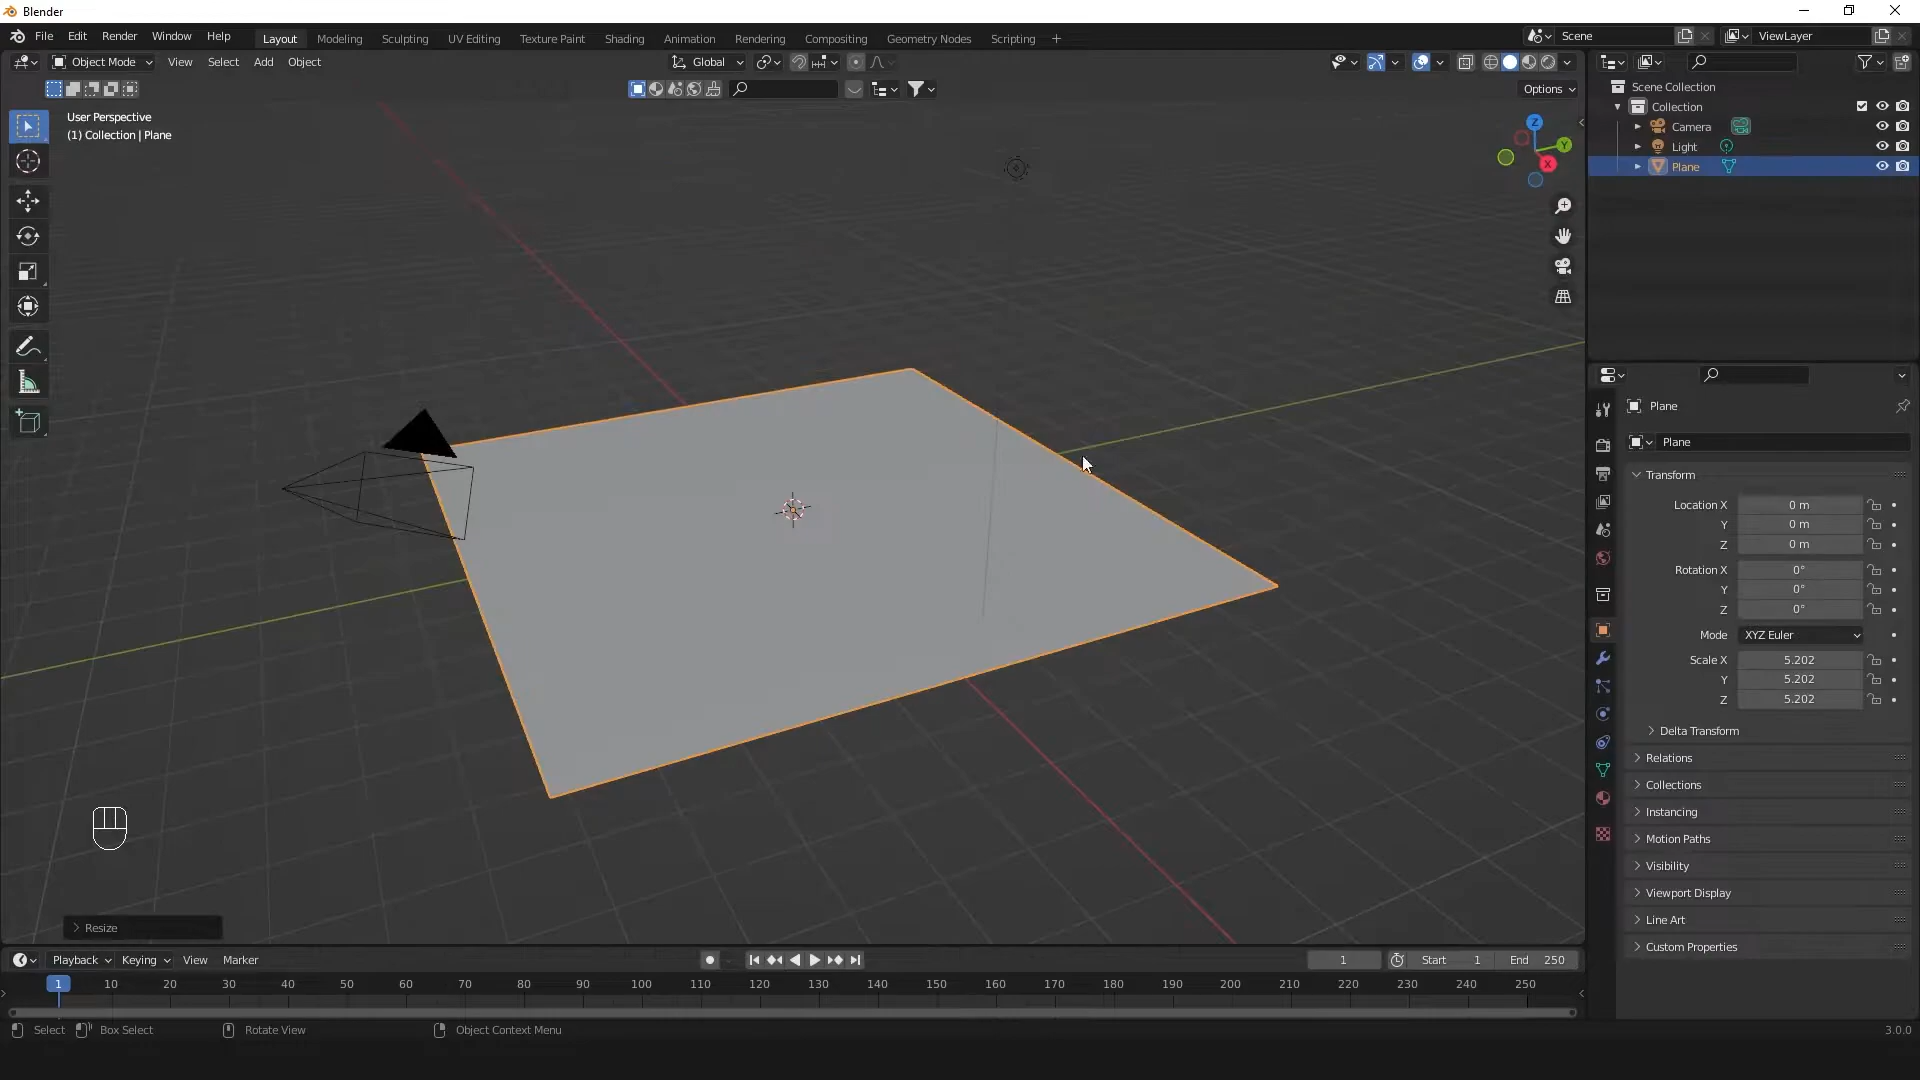 Blender
File Edit Render Window Help Layout Modeling Sculpting UV Editing Texture Paint Shading Animation Rendering Compositing Geometry Nodes Scripting + Scene ViewLayer
Object Mode View Select Add Object Global
Options
User Perspective
(1) Collection | Plane
Z
Y
X
Scene Collection
Collection
Camera
Light
Plane
Plane
Plane
Transform
Location X 0 m
Y 0 m
Z 0 m
Rotation X 0°
Y 0°
Z 0°
Mode XYZ Euler
Scale X 5.202
Y 5.202
Z 5.202
Delta Transform
Relations
Collections
Instancing
Motion Paths
Visibility
Viewport Display
Line Art
Custom Properties
Resize
Playback Keying View Marker 1 Start 1 End 250
1 10 20 30 40 50 60 70 80 90 100 110 120 130 140 150 160 170 180 190 200 210 220 230 240 250
Select Box Select Rotate View Object Context Menu 3.0.0